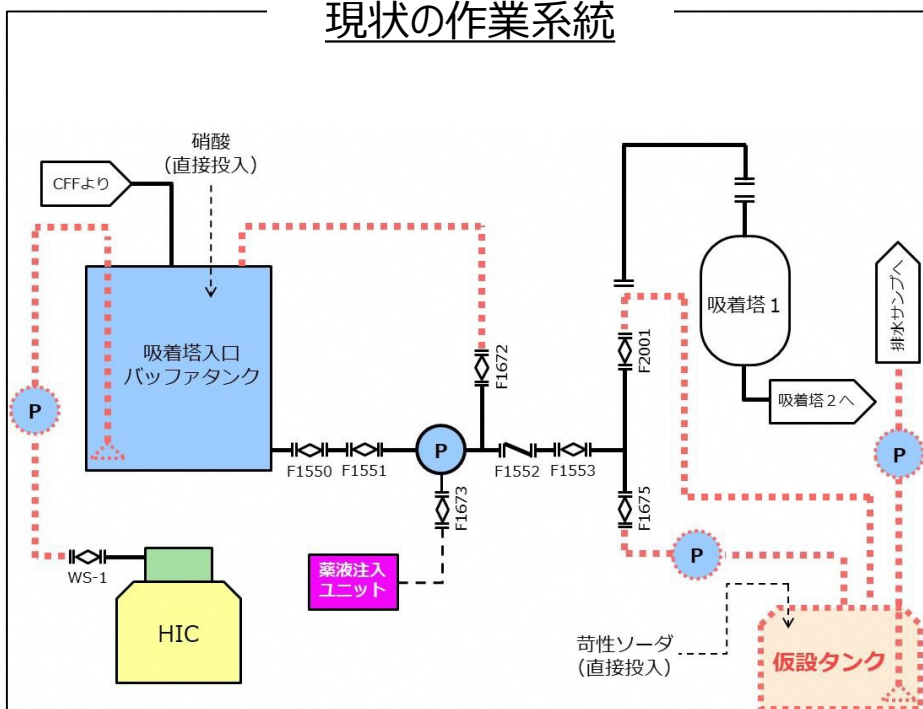 現状の作業系統
硝酸
(直接投入)
CFFより
吸着塔入口
バッファタンク
P
F1672
F2001
吸着塔1
排水サンプへ
吸着塔2へ
P
F1550
F1551
P
F1552
F1553
F1673
F1675
P
WS-1
HIC
薬液注入
ユニット
苛性ソーダ
(直接投入)
仮設タンク